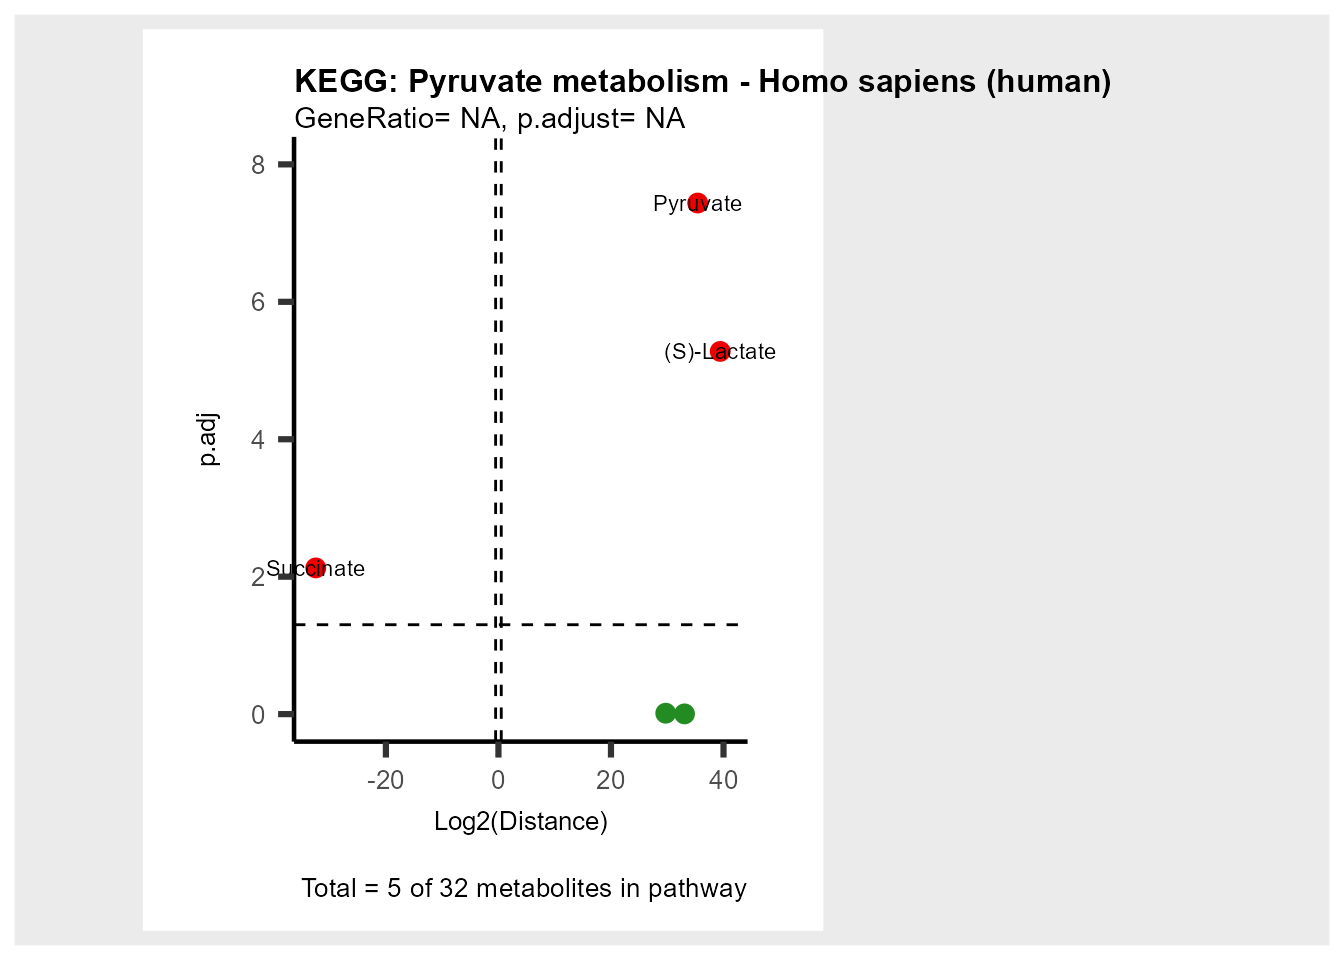 KEGG: Pyruvate metabolism - Homo sapiens (human)
GeneRatio= NA, p.adjust= NA
8
Pyruvate
6
(S)-Lactate
4
p.adj
Succinate
2
0
-20 0 20 40
Log2(Distance)
Total = 5 of 32 metabolites in pathway